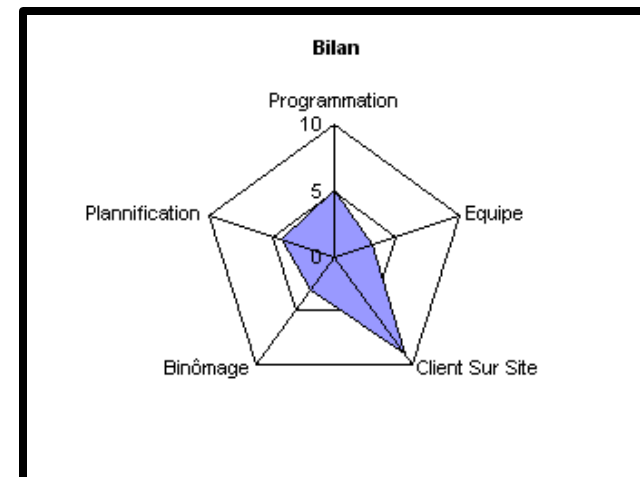 Bilan
Programmation
10
5
0
Equipe
Plannification
Binômage
Client Sur Site